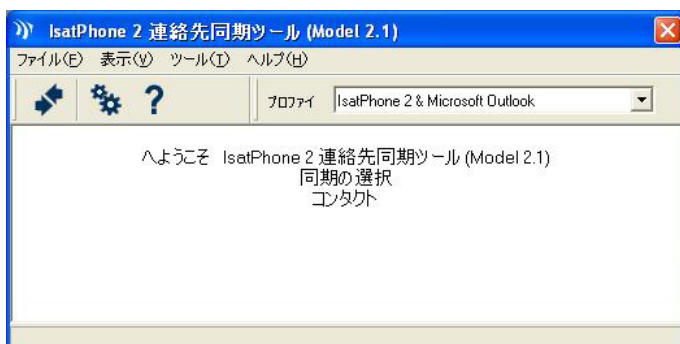 IsatPhone 2 連絡先同期ツール (Model 2.1)
ファイル(F) 表示(V) ツール(T) ヘルプ(H)
?
プロファイ IsatPhone 2 & Microsoft Outlook
へようこそ IsatPhone 2 連絡先同期ツール (Model 2.1)
同期の選択
コンタクト